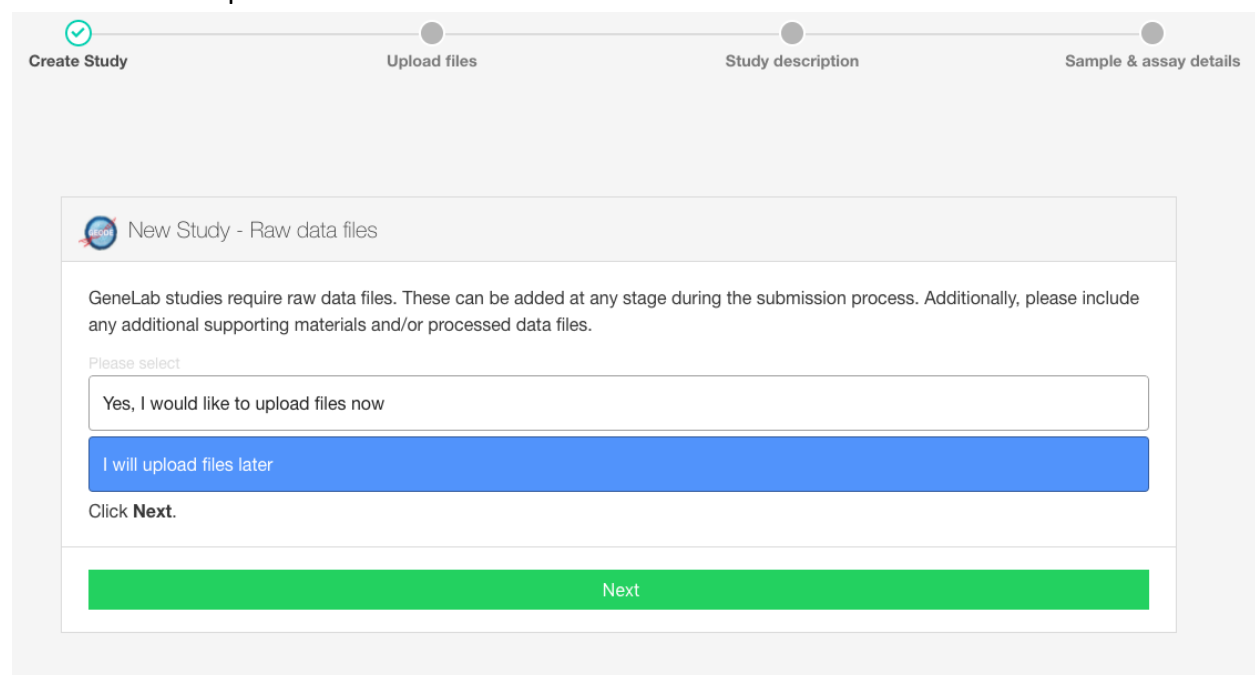 Create Study
Upload files
Study description
Sample & assay details
GEODE
New Study - Raw data files
GeneLab studies require raw data files. These can be added at any stage during the submission process. Additionally, please include
any additional supporting materials and/or processed data files.
Please select
Yes, I would like to upload files now
I will upload files later
Click Next.
Next